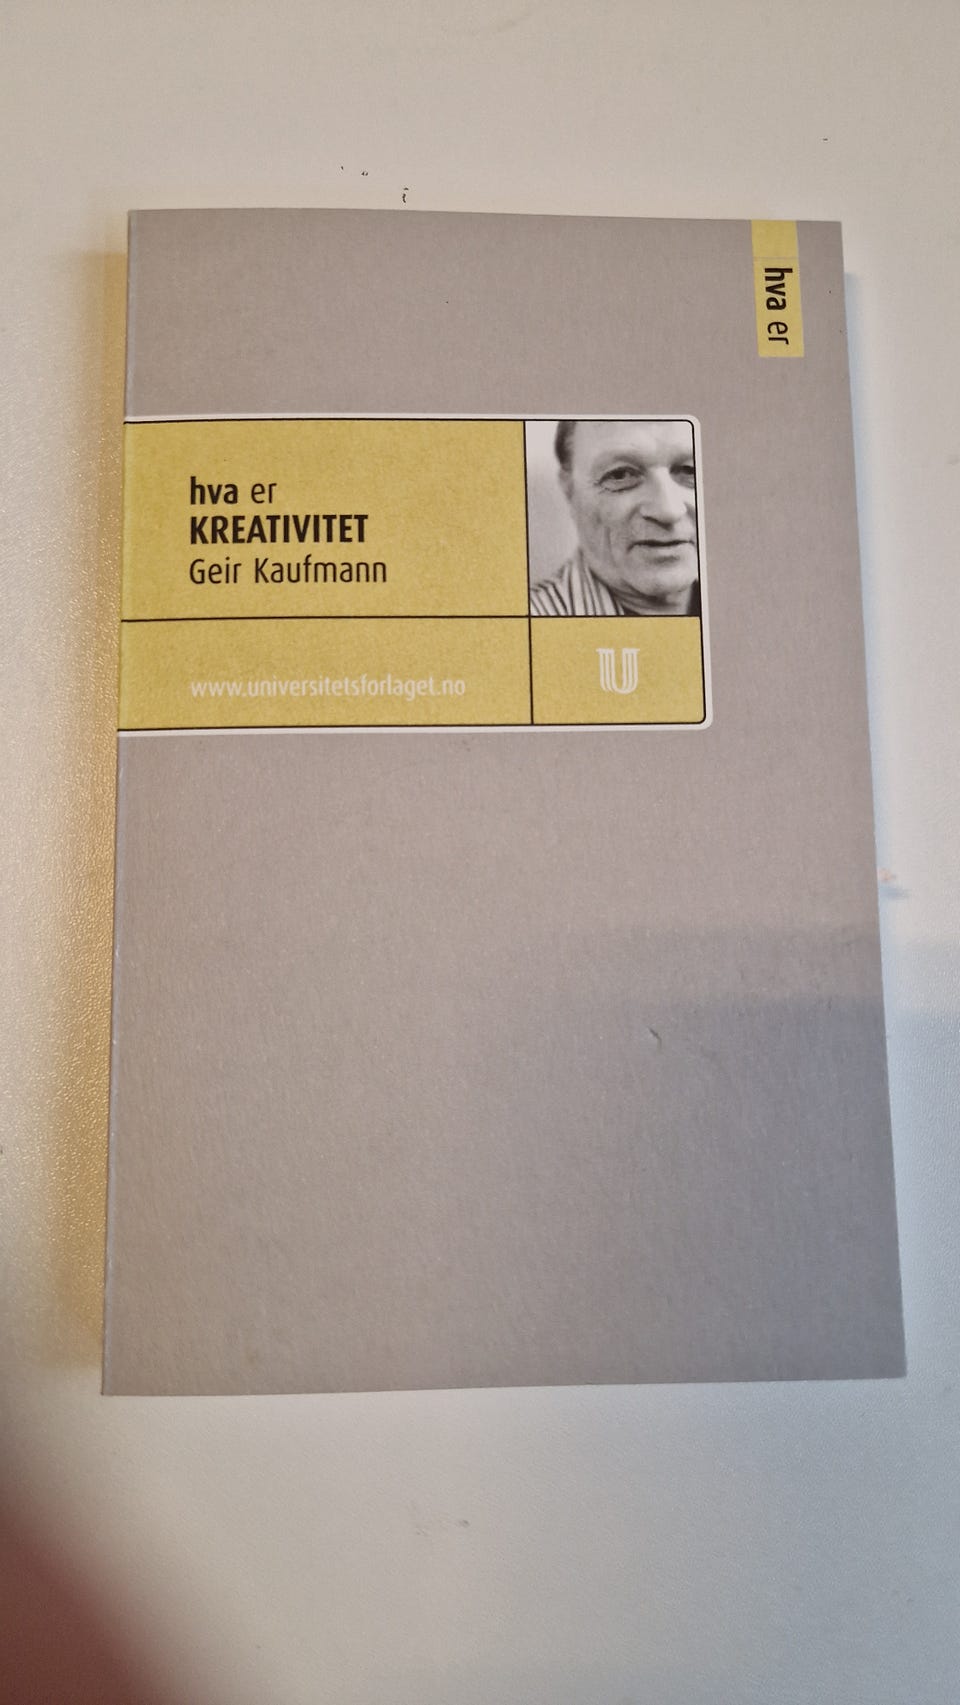 hva er
hva er
KREATIVITET
Geir Kaufmann
www.universitetsforlaget.no
U